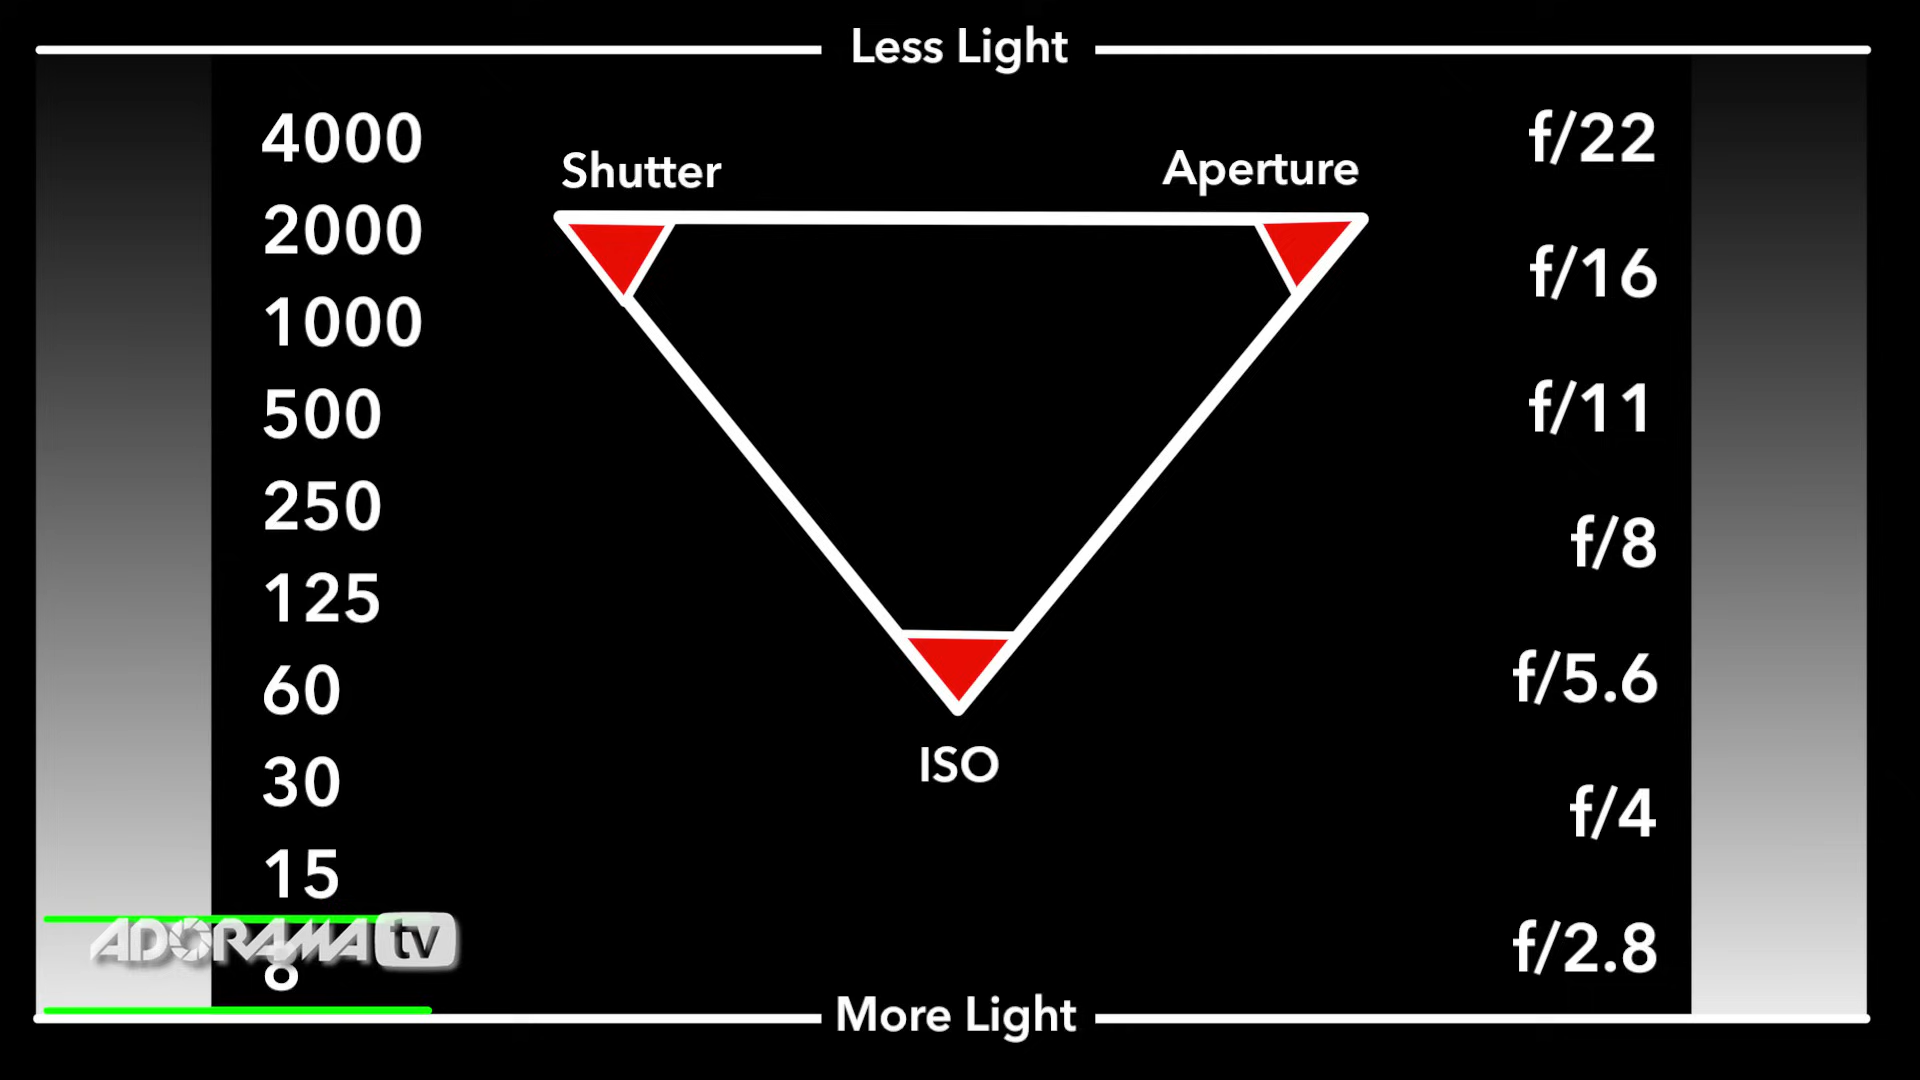 Less Light
4000
2000
1000
500
250
125
60
30
15
8
Shutter
Aperture
ISO
f/22
f/16
f/11
f/8
f/5.6
f/4
f/2.8
ADORAMA tv
More Light